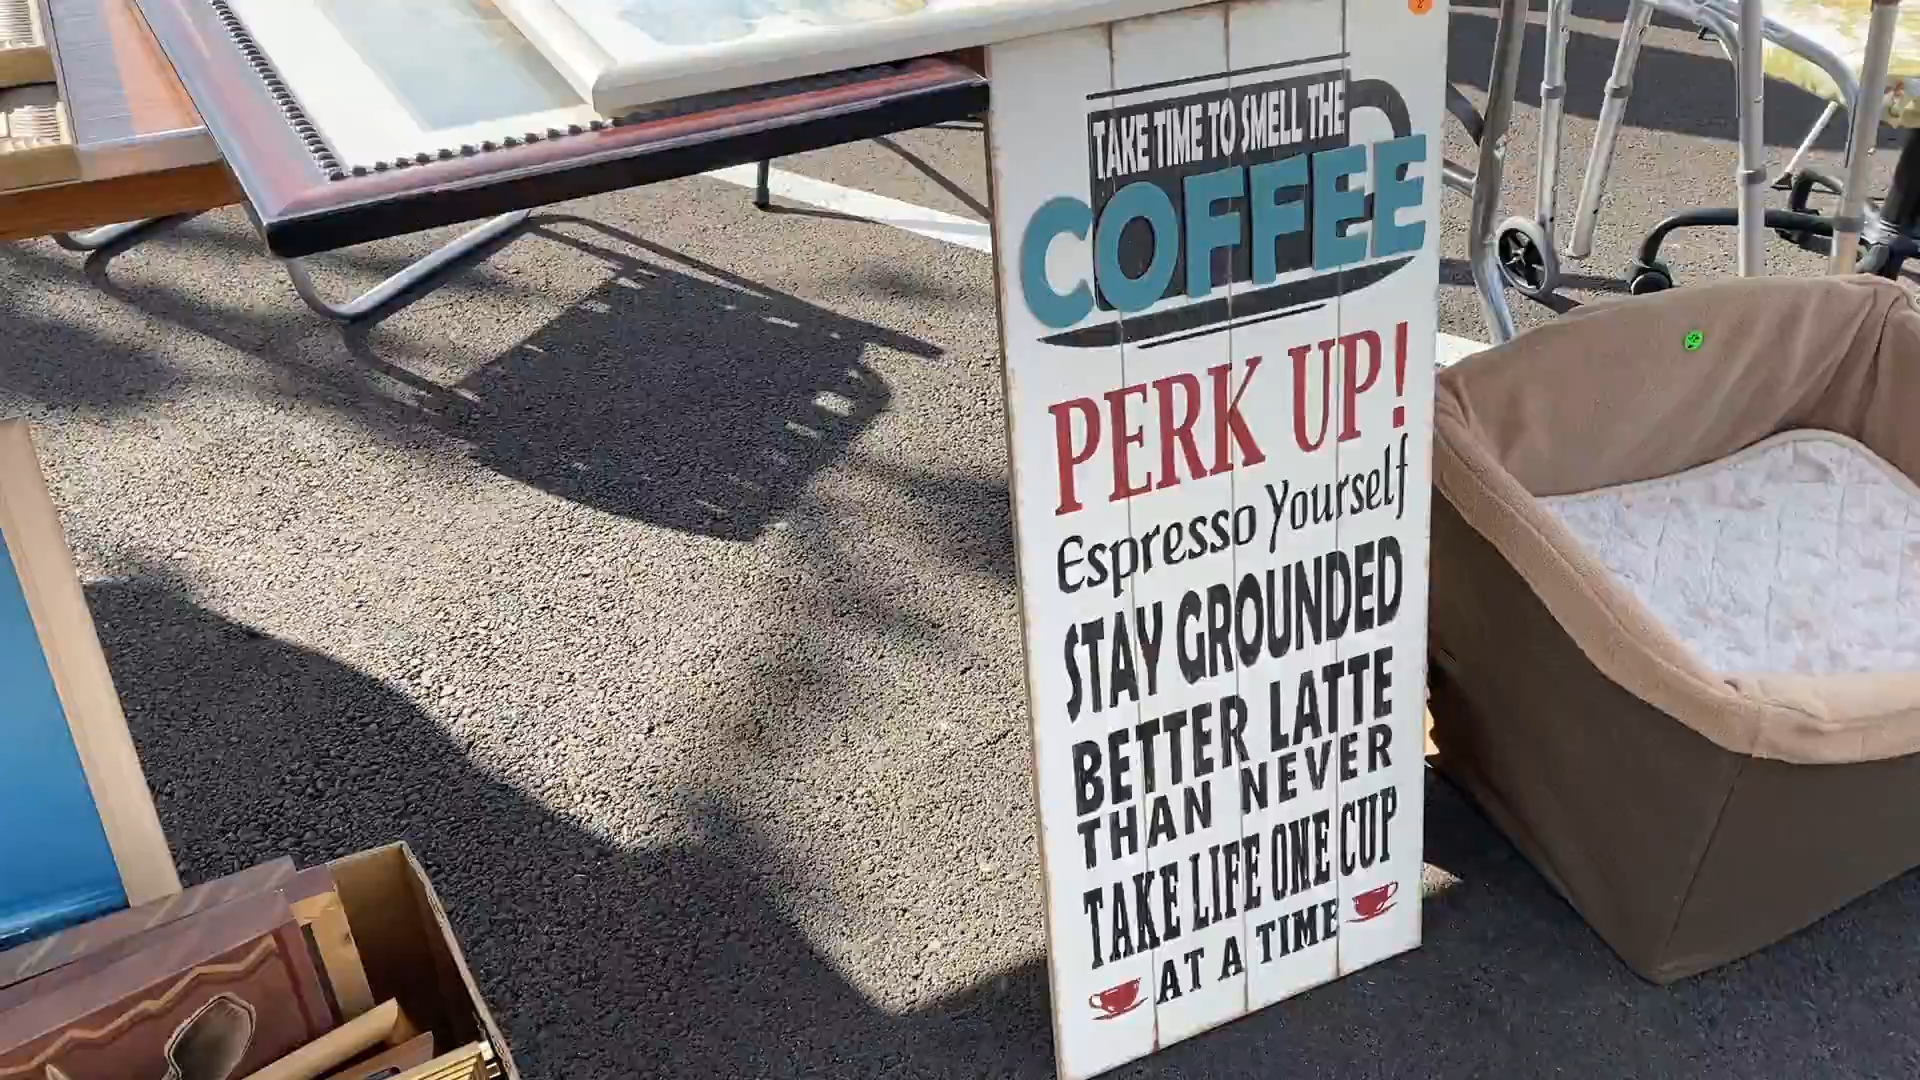 TAKE TIME TO SMELL THE
COFFEE
PERK UP!
Espresso Yourself
STAY GROUNDED
BETTER LATTE
THAN NEVER
TAKE LIFE ONE CUP
AT A TIME